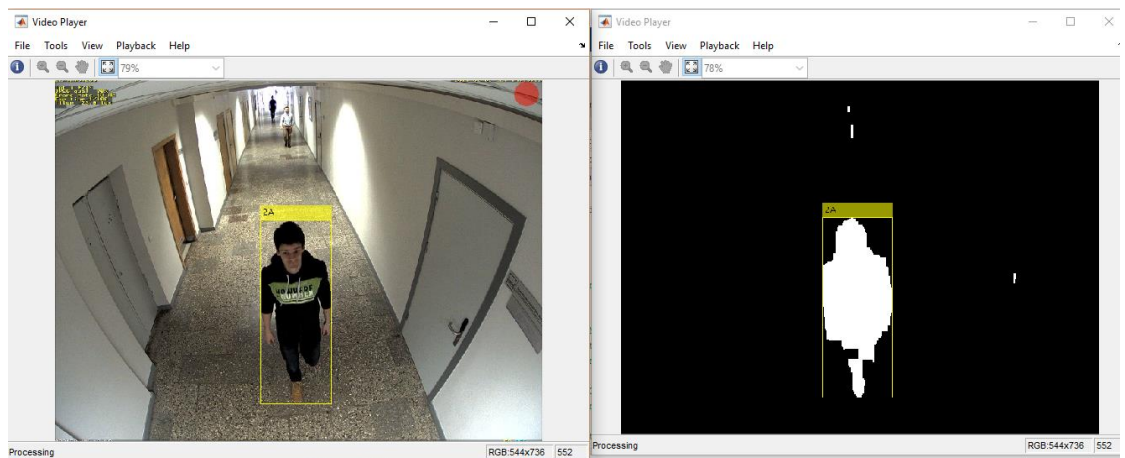 Video Player
File Tools View Playback Help
79%
2A
Processing
RGB:544x736
552
Video Player
File Tools View Playback Help
78%
2A
Processing
RGB:544x736
552